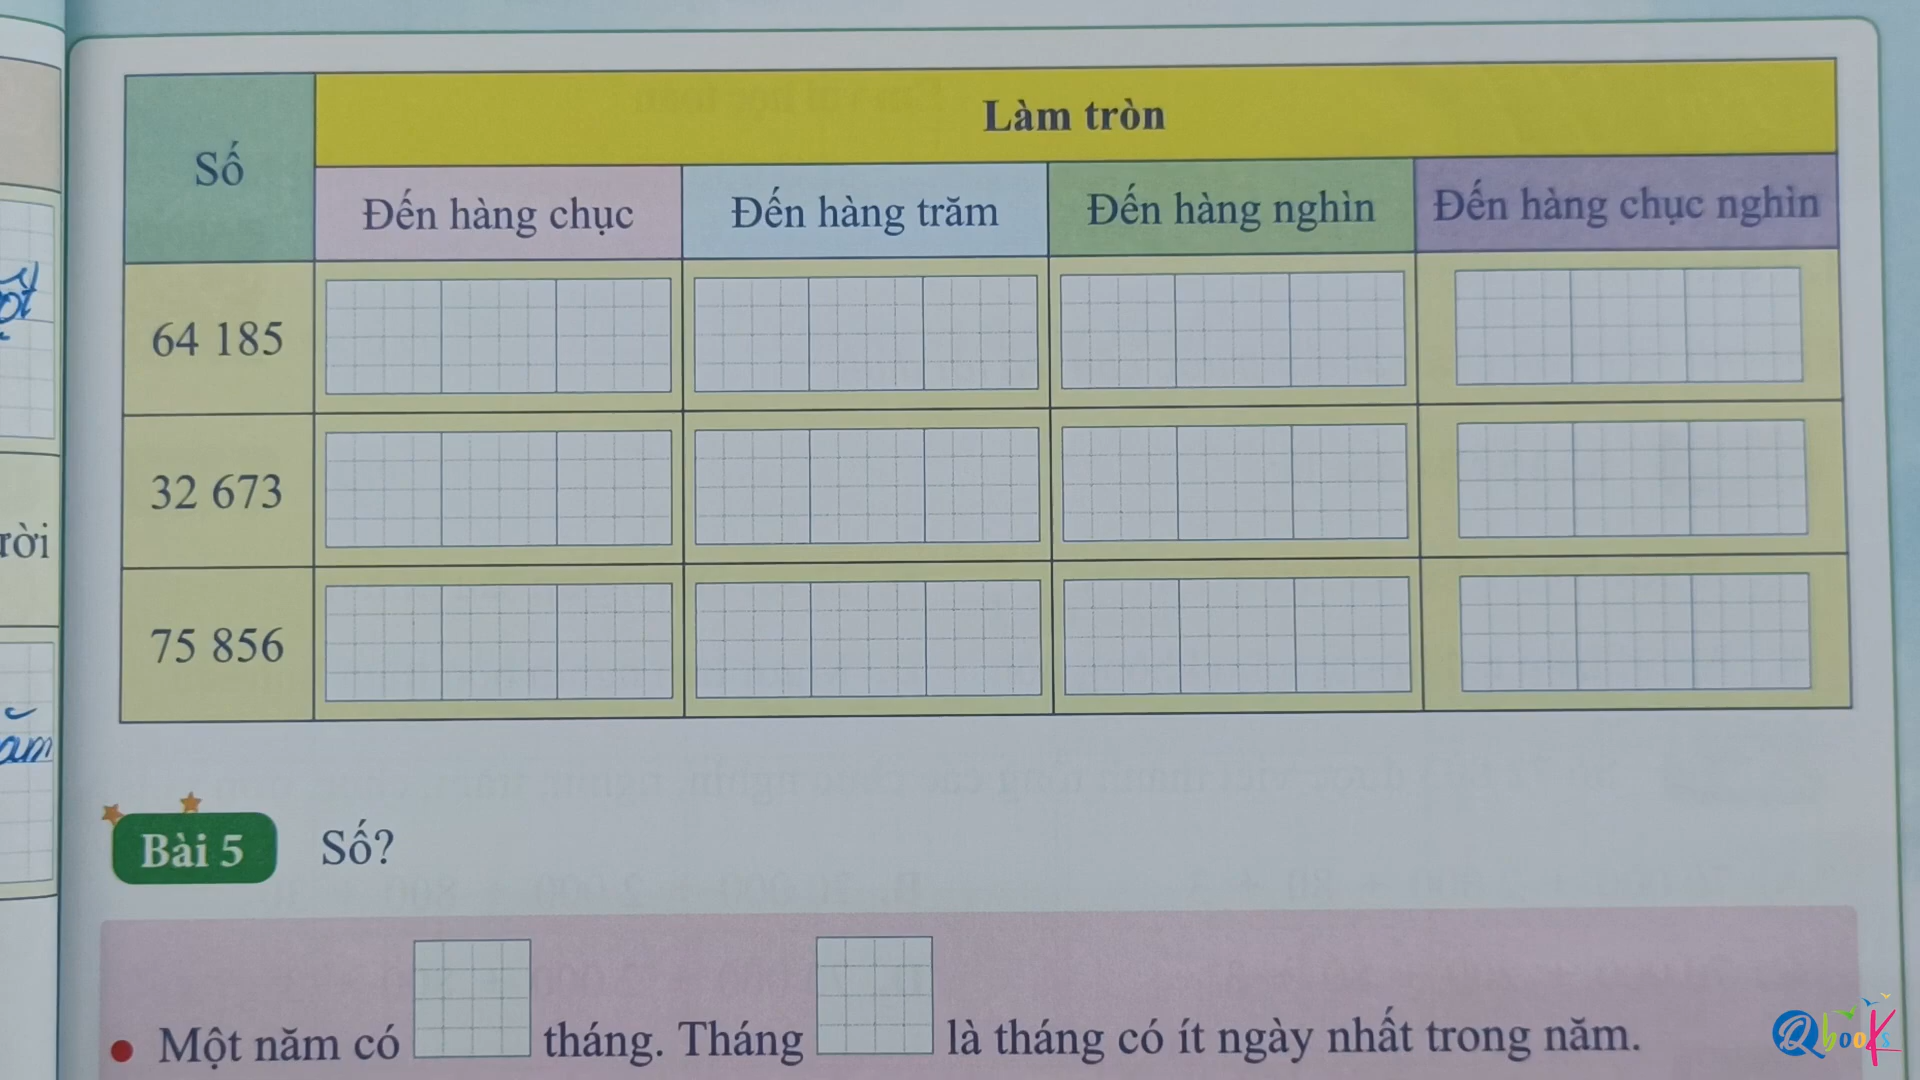 Số
Làm tròn
Đến hàng chục
Đến hàng trăm
Đến hàng nghìn
Đến hàng chục nghìn
64 185
32 673
75 856
Bài 5 Số?
Một năm có tháng. Tháng là tháng có ít ngày nhất trong năm.
Qbooks